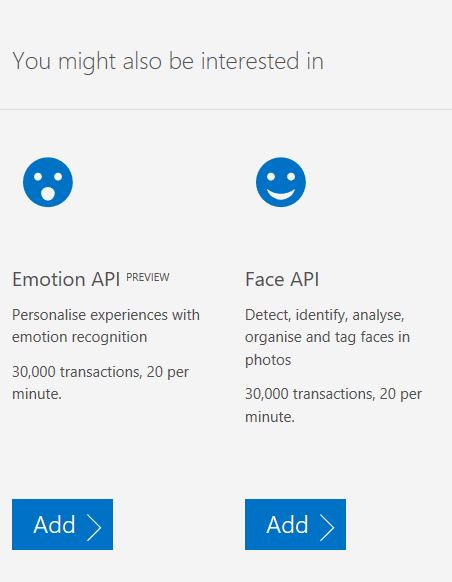 You might also be interested in
Emotion API PREVIEW
Personalise experiences with
emotion recognition
30,000 transactions, 20 per
minute.
Add
Face API
Detect, identify, analyse,
organise and tag faces in
photos
30,000 transactions, 20 per
minute.
Add